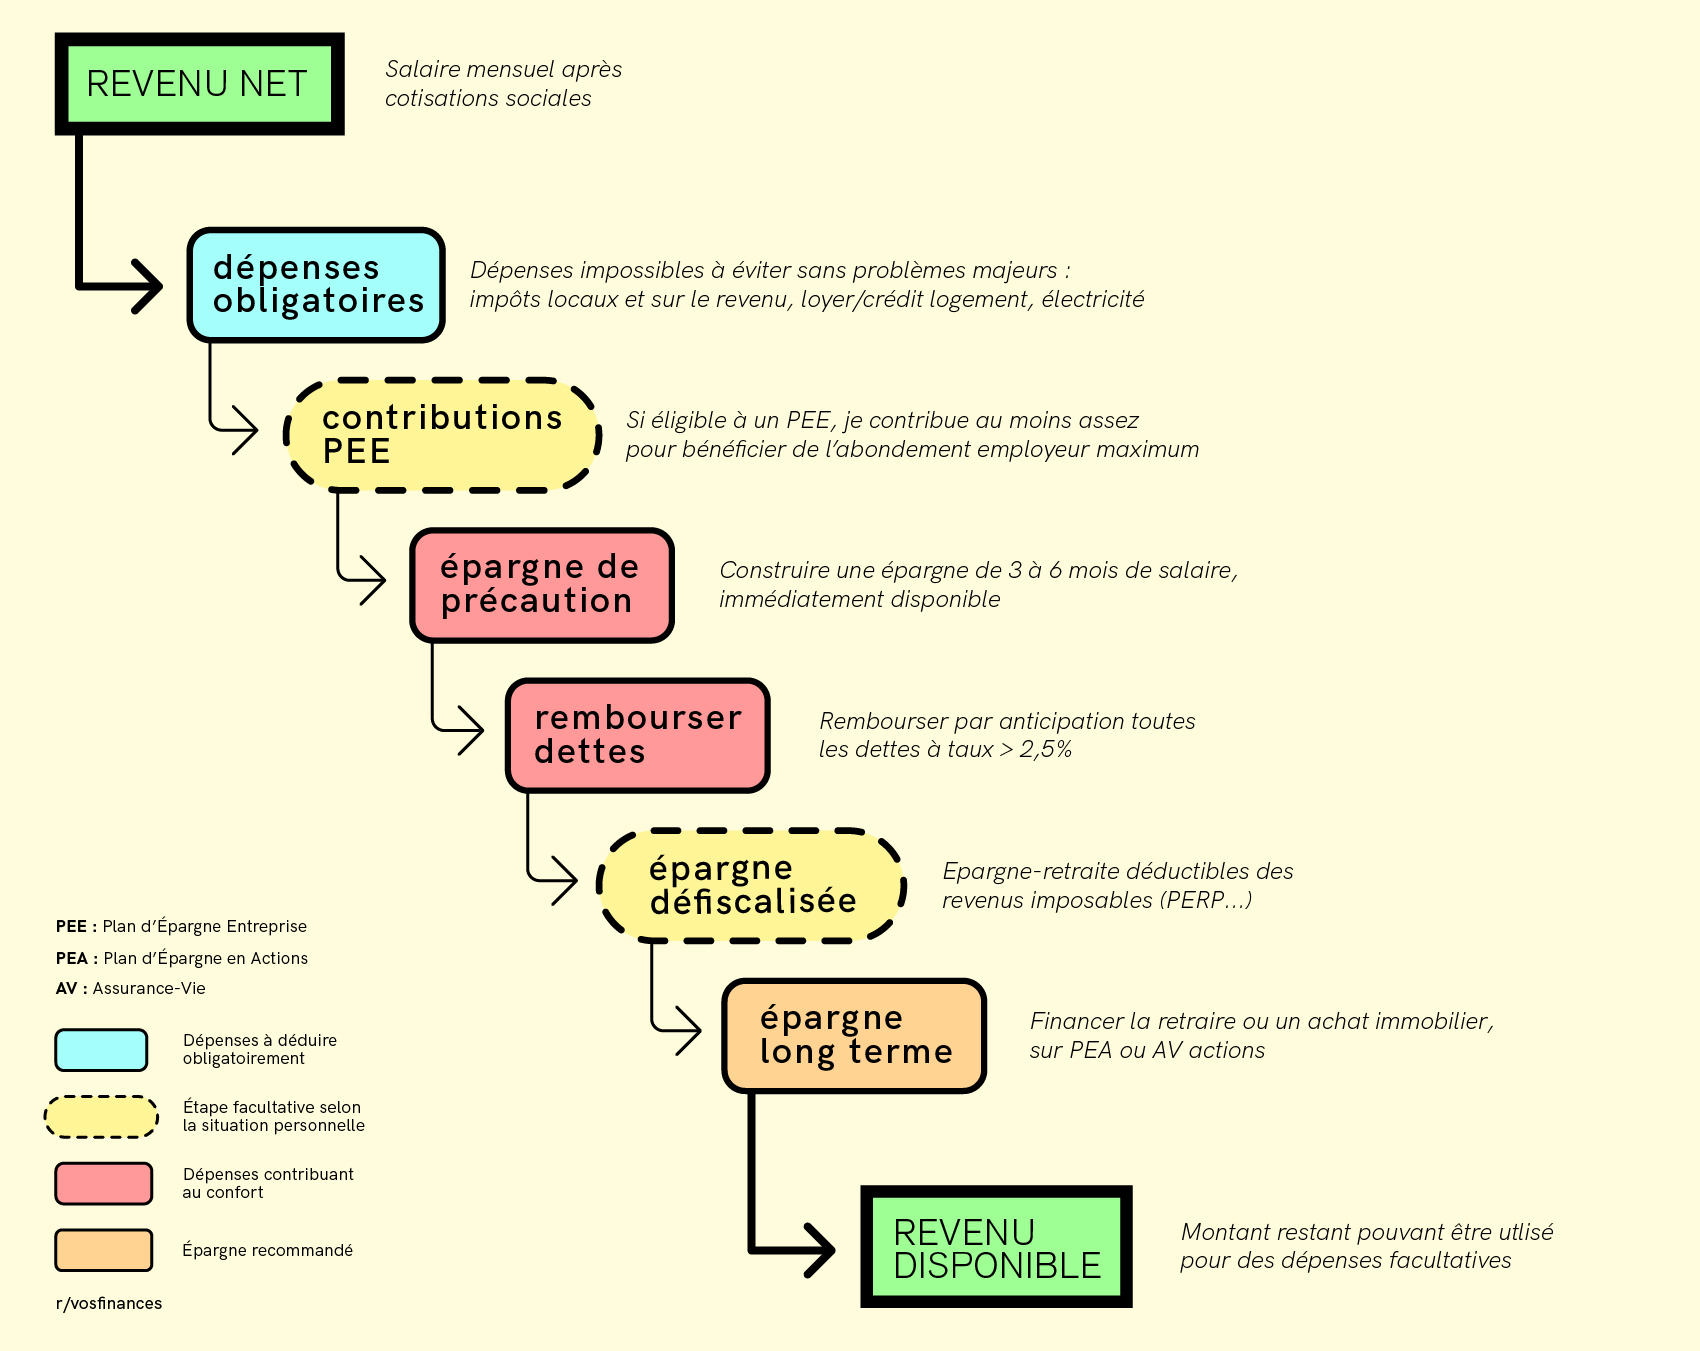 REVENU NET
Salaire mensuel après
cotisations sociales
dépenses
obligatoires
Dépenses impossibles à éviter sans problèmes majeurs :
impôts locaux et sur le revenu, loyer/crédit logement, électricité
contributions
PEE
Si éligible à un PEE, je contribue au moins assez
pour bénéficier de l’abondement employeur maximum
épargne de
précaution
Construire une épargne de 3 à 6 mois de salaire,
immédiatement disponible
rembourser
dettes
Rembourser par anticipation toutes
les dettes à taux > 2,5%
épargne
défiscalisée
Epargne-retraite déductibles des
revenus imposables (PERP...)
épargne
long terme
Financer la retraire ou un achat immobilier,
sur PEA ou AV actions
REVENU
DISPONIBLE
Montant restant pouvant être utlisé
pour des dépenses facultatives
PEE : Plan d’Épargne Entreprise
PEA : Plan d’Épargne en Actions
AV : Assurance-Vie
Dépenses à déduire
obligatoirement
Étape facultative selon
la situation personnelle
Dépenses contribuant
au confort
Épargne recommandé
r/vosfinances